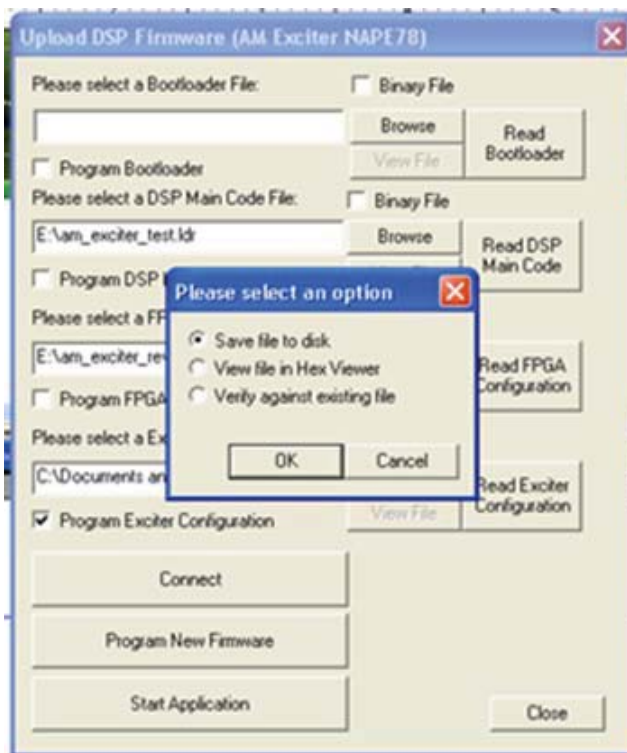 Upload DSP Firmware (AM Exciter NAPE78)
Please select a Bootloader File:
Binary File
Browse
Read Bootloader
View File
Program Bootloader
Please select a DSP Main Code File:
Binary File
E:\am_exciter_test.ldr
Browse
Read DSP Main Code
Program DSP
Please select an option
Please select a
Save file to disk
View file in Hex Viewer
Verify against existing file
E:\am_exciter_re
Read FPGA Configuration
Program FPGA
Please select a
OK
Cancel
C:\Documents an
Read Exciter Configuration
View File
Program Exciter Configuration
Connect
Program New Firmware
Start Application
Close